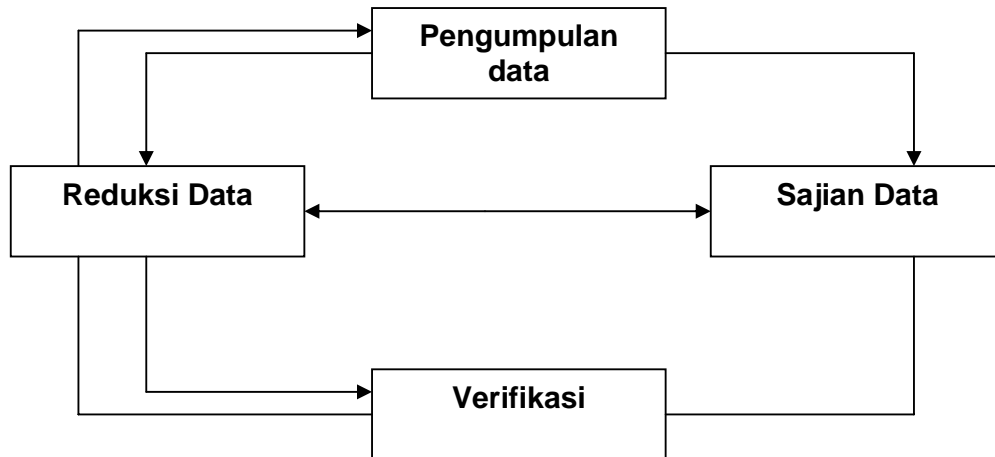 Pengumpulan
data
Reduksi Data
Sajian Data
Verifikasi